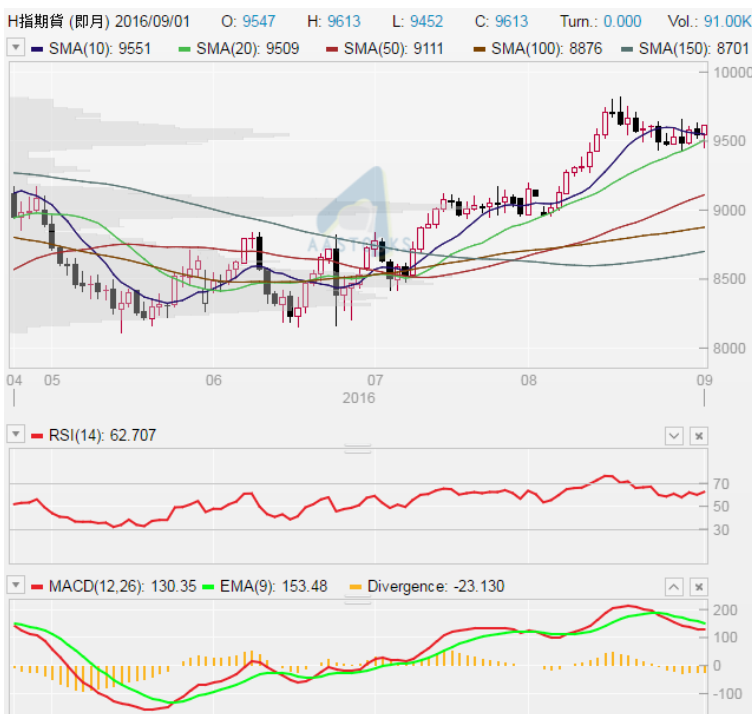 H指期貨 (即月) 2016/09/01 O: 9547 H: 9613 L: 9452 C: 9613 Turn.: 0.000 Vol.: 91.00K
SMA(10): 9551 SMA(20): 9509 SMA(50): 9111 SMA(100): 8876 SMA(150): 8701
10000
9500
9000
AASTOCKS
8500
8000
04 05 06 07 08 09
2016
RSI(14): 62.707
70
50
30
MACD(12,26): 130.35 EMA(9): 153.48 Divergence: -23.130
200
100
0
-100